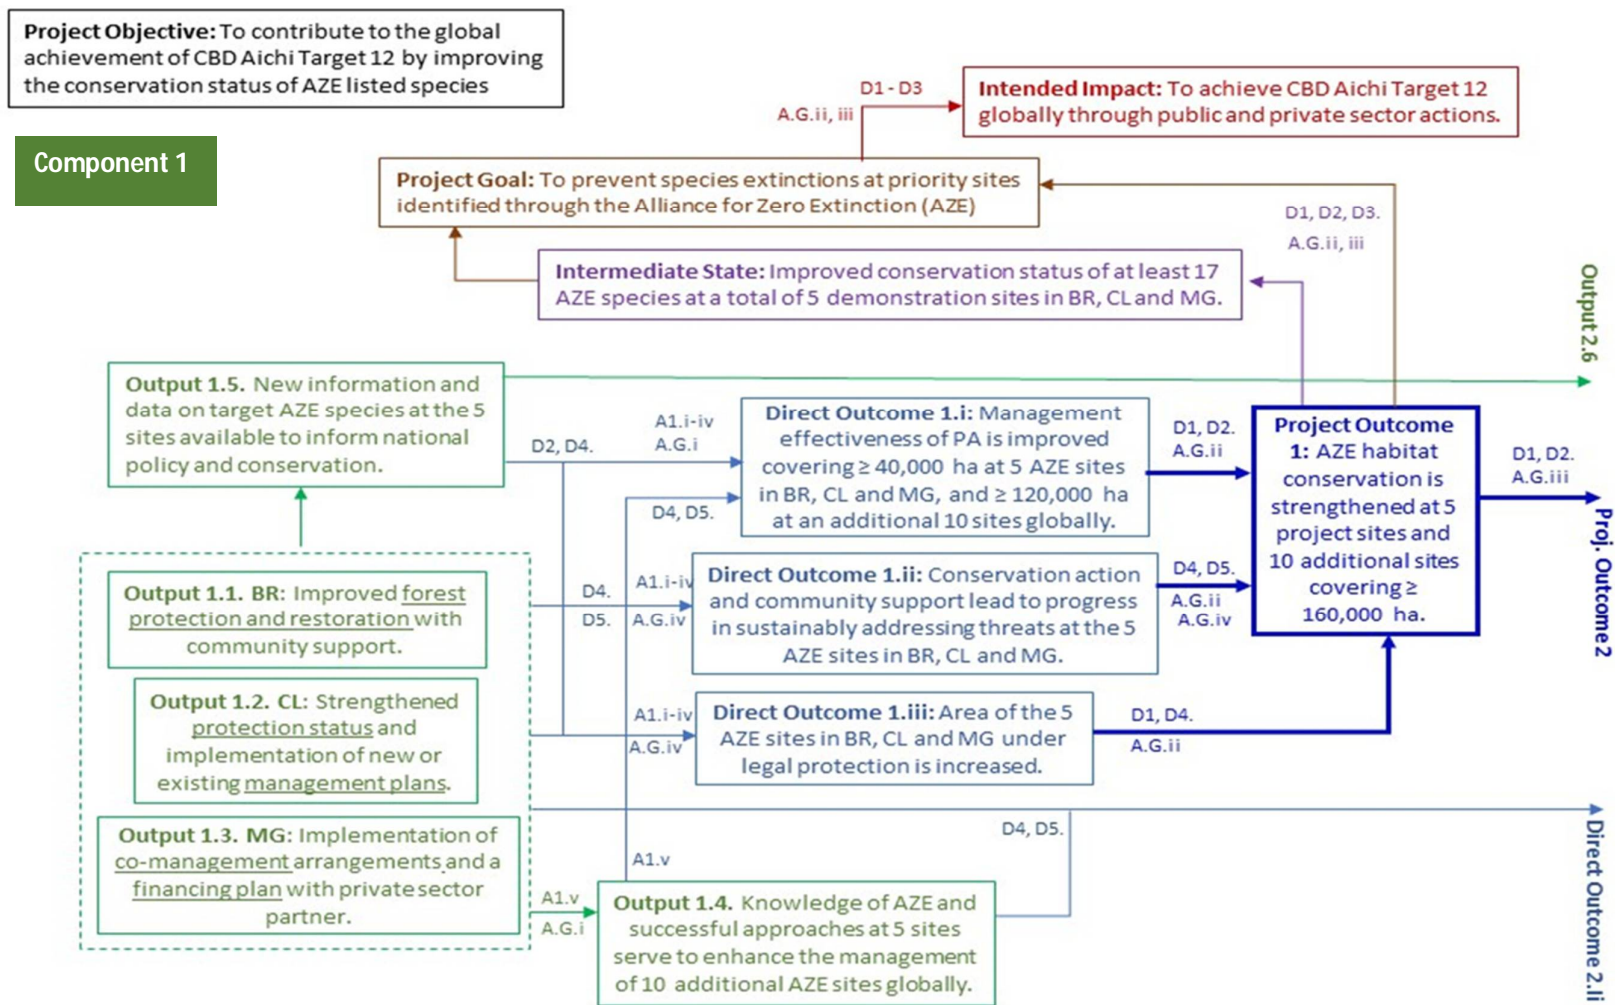 Project Objective: To contribute to the global
achievement of CBD Aichi Target 12 by improving
the conservation status of AZE listed species
Component 1
D1 - D3
A.G.ii, iii
Intended Impact: To achieve CBD Aichi Target 12
globally through public and private sector actions.
Project Goal: To prevent species extinctions at priority sites
identified through the Alliance for Zero Extinction (AZE)
D1, D2, D3.
A.G.ii, iii
Intermediate State: Improved conservation status of at least 17
AZE species at a total of 5 demonstration sites in BR, CL and MG.
Output 2.6
Output 1.5. New information and
data on target AZE species at the 5
sites available to inform national
policy and conservation.
D2, D4.
A1.i-iv
A.G.i
D4, D5.
Direct Outcome 1.i: Management
effectiveness of PA is improved
covering ≥ 40,000 ha at 5 AZE sites
in BR, CL and MG, and ≥ 120,000 ha
at an additional 10 sites globally.
D1, D2.
A.G.ii
Project Outcome
1: AZE habitat
conservation is
strengthened at 5
project sites and
10 additional sites
covering ≥
160,000 ha.
D1, D2.
A.G.iii
Proj. Outcome 2
Output 1.1. BR: Improved forest
protection and restoration with
community support.
D4.
D5.
A1.i-iv
A.G.iv
Direct Outcome 1.ii: Conservation action
and community support lead to progress
in sustainably addressing threats at the 5
AZE sites in BR, CL and MG.
D4, D5.
A.G.ii
A.G.iv
Output 1.2. CL: Strengthened
protection status and
implementation of new or
existing management plans.
A1.i-iv
A.G.iv
Direct Outcome 1.iii: Area of the 5
AZE sites in BR, CL and MG under
legal protection is increased.
D1, D4.
A.G.ii
Output 1.3. MG: Implementation of
co-management arrangements and a
financing plan with private sector
partner.
A1.v
A.G.i
A1.v
D4, D5.
Output 1.4. Knowledge of AZE and
successful approaches at 5 sites
serve to enhance the management
of 10 additional AZE sites globally.
Direct Outcome 2.Ii